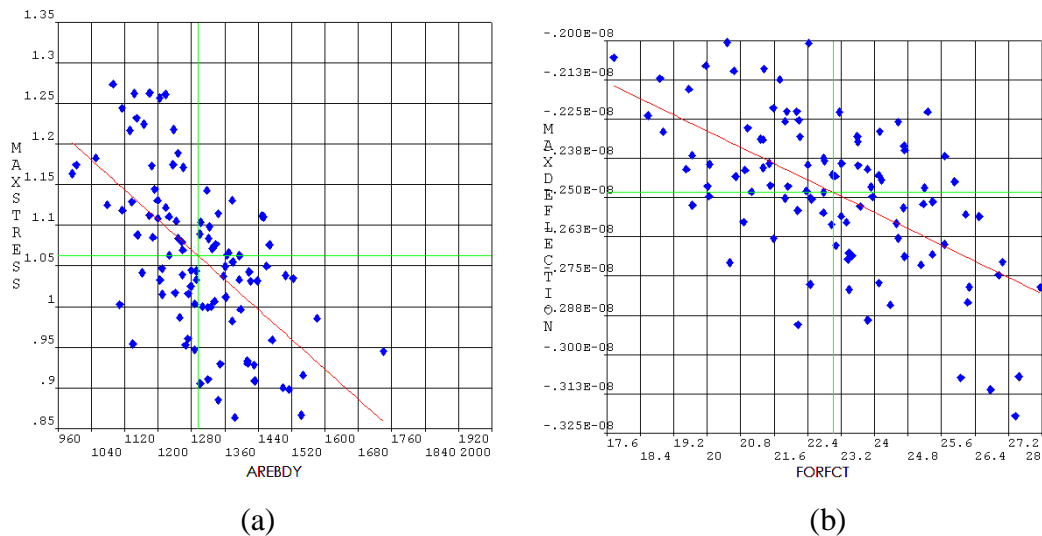 1.35
1.3
1.25
1.2
1.15
1.1
1.05
1
.95
.9
.85
MAXSTRESS
960 1120 1280 1440 1600 1760 1920
1040 1200 1360 1520 1680 1840 2000
AREBDY
(a)
-.200E-08
-.213E-08
-.225E-08
-.238E-08
-.250E-08
-.263E-08
-.275E-08
-.288E-08
-.300E-08
-.313E-08
-.325E-08
MAXDEFLECTION
17.6 19.2 20.8 22.4 24 25.6 27.2
18.4 20 21.6 23.2 24.8 26.4 28
FORFCT
(b)